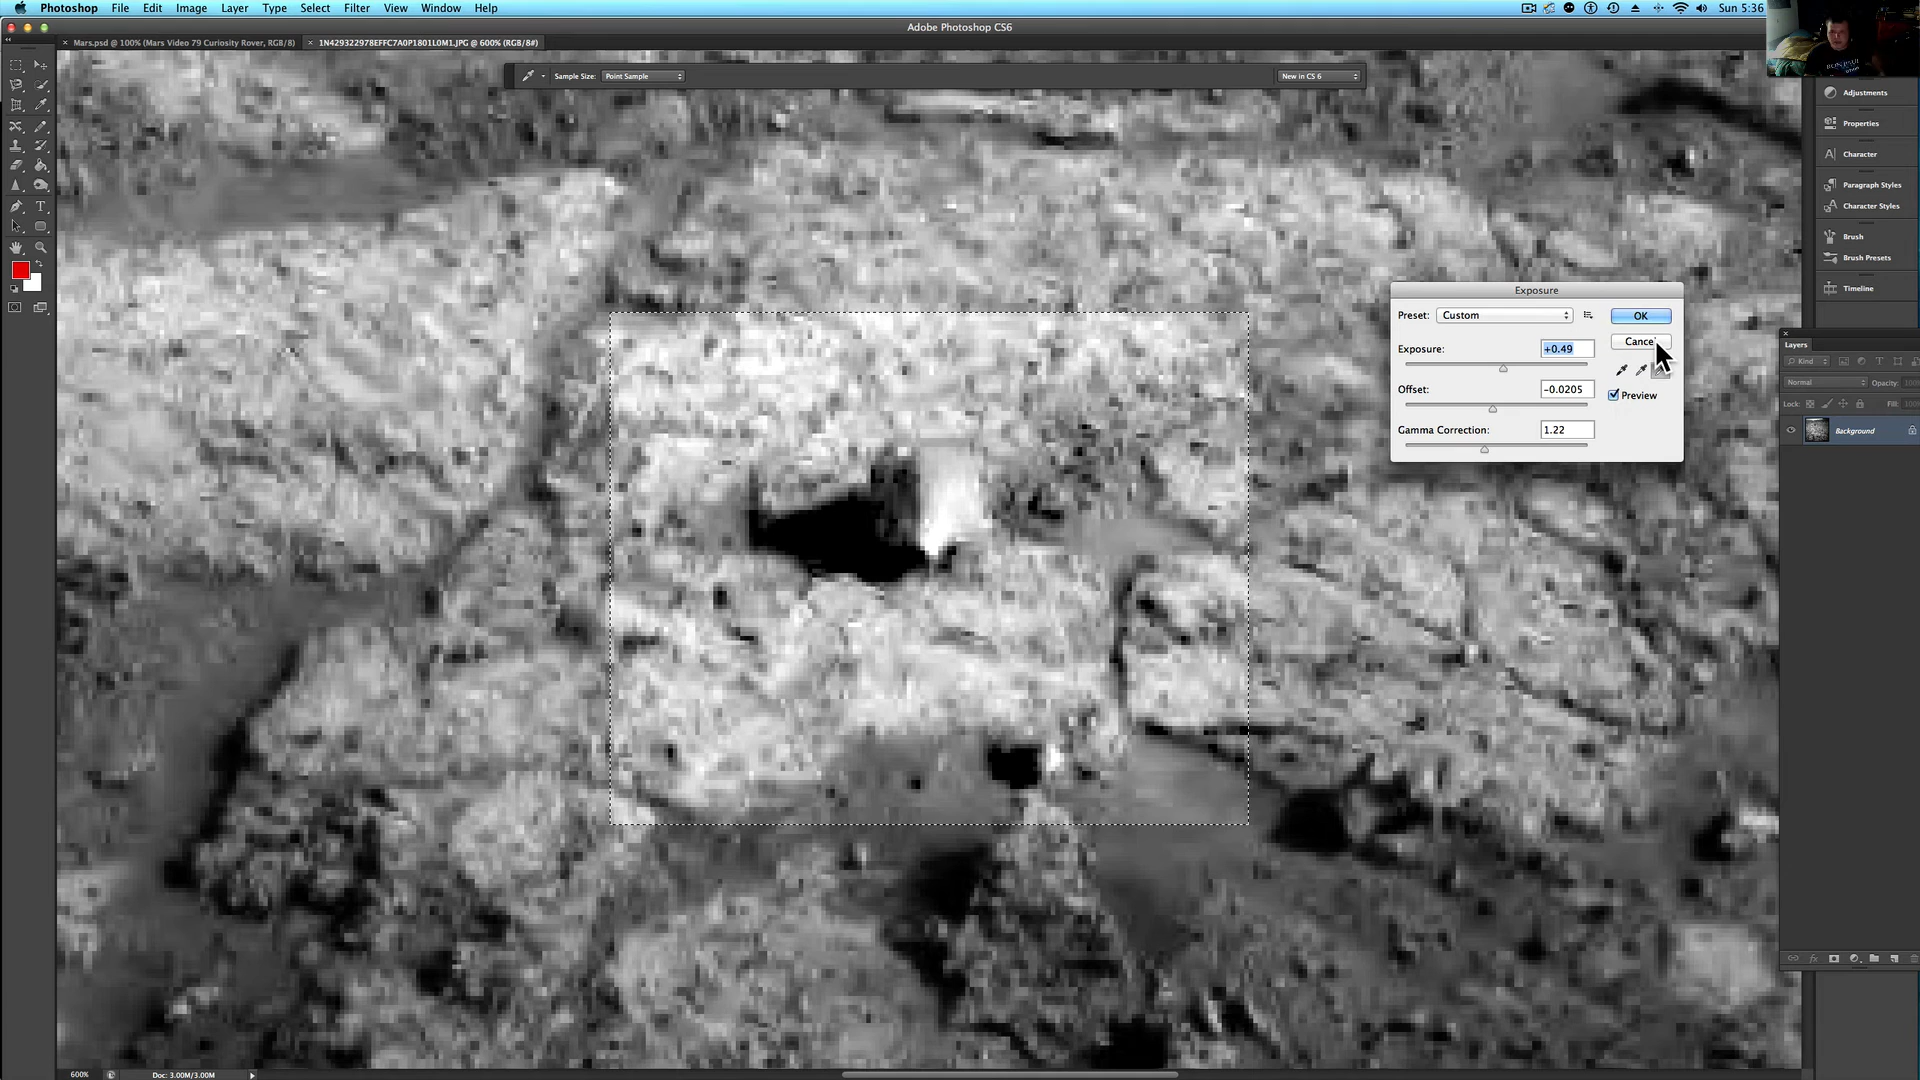 Photoshop File Edit Image Layer Type Select Filter View Window Help
Sun 5:36
Adobe Photoshop CS6
Mars.psd @ 100% (Mars Video 79 Curiosity Rover, RGB/8)
1N429322978EFFC7A0P1801L0M1.JPG @ 600% (RGB/8#)
Sample Size: Point Sample
New in CS 6
Adjustments
Properties
Character
Paragraph Styles
Character Styles
Brush
Brush Presets
Timeline
Exposure
Preset: Custom
OK
Exposure: +0.49
Cance
Offset: -0.0205
Preview
Gamma Correction: 1.22
Layers
Kind
Normal Opacity:
Lock: Fill:
Background
600%
Doc: 3.00M/3.00M